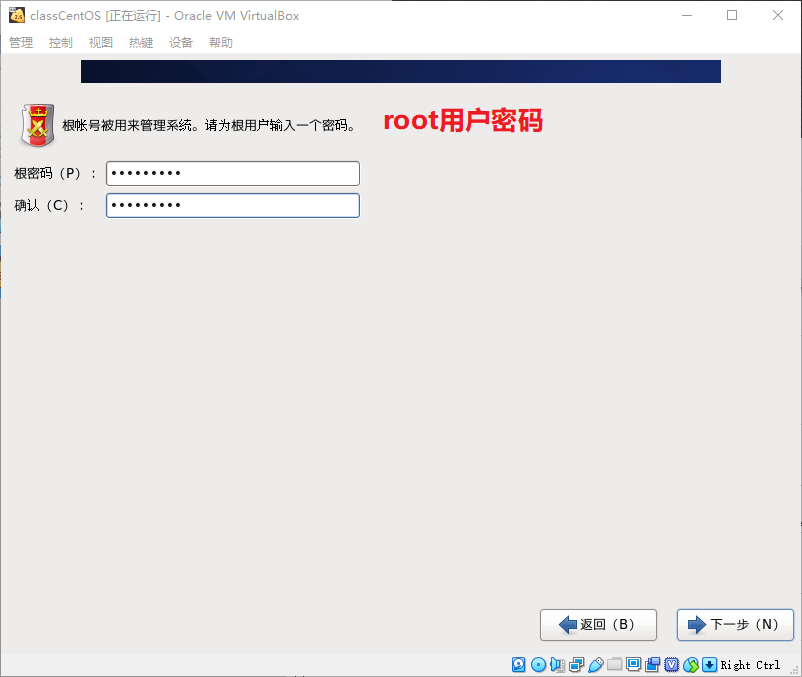 classCentOS [正在运行] - Oracle VM VirtualBox
管理 控制 视图 热键 设备 帮助
根帐号被用来管理系统。请为根用户输入一个密码。 root用户密码
根密码（P）：
确认（C）：
返回（B） 下一步（N）
Right Ctrl